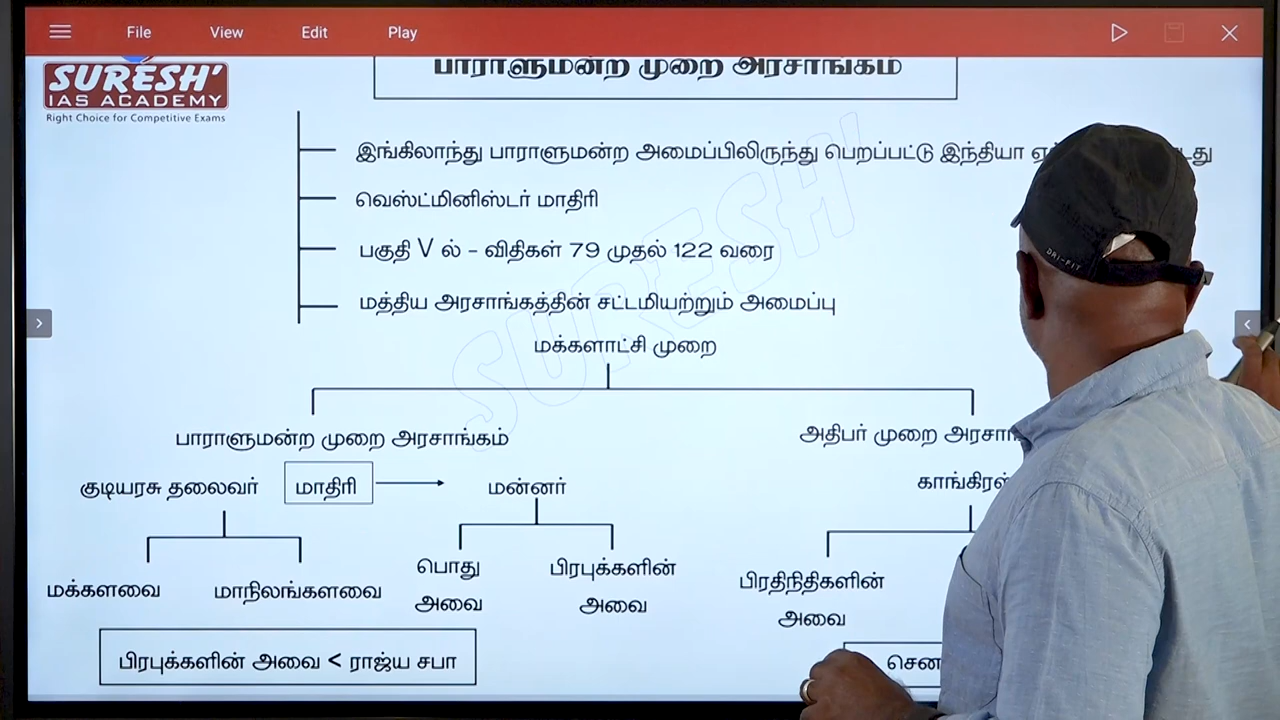 File View Edit Play
SURESH'
IAS ACADEMY
Right Choice for Competitive Exams
பாராளுமன்ற முறை அரசாங்கம்
இங்கிலாந்து பாராளுமன்ற அமைப்பிலிருந்து பெறப்பட்டு இந்தியா
வெஸ்ட்மினிஸ்டர் மாதிரி
பகுதி V ல் - விதிகள் 79 முதல் 122 வரை
மத்திய அரசாங்கத்தின் சட்டமியற்றும் அமைப்பு
மக்களாட்சி முறை
பாராளுமன்ற முறை அரசாங்கம் அதிபர் முறை
குடியரசு தலைவர் மாதிரி மன்னர்
மக்களவை மாநிலங்களவை பொது அவை பிரபுக்களின் அவை பிரதிநிதிகளின் அவை
பிரபுக்களின் அவை < ராஜ்ய சபா
SURESH
DRI-FIT